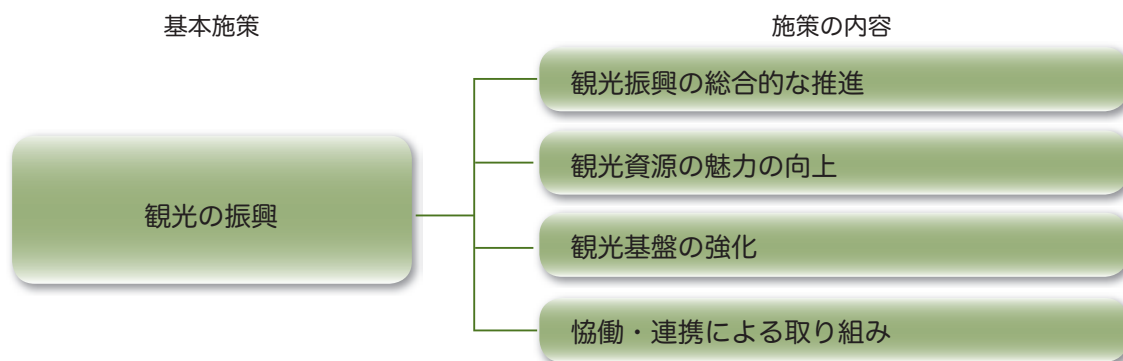 基本施策
施策の内容
観光の振興
観光振興の総合的な推進
観光資源の魅力の向上
観光基盤の強化
恊働・連携による取り組み